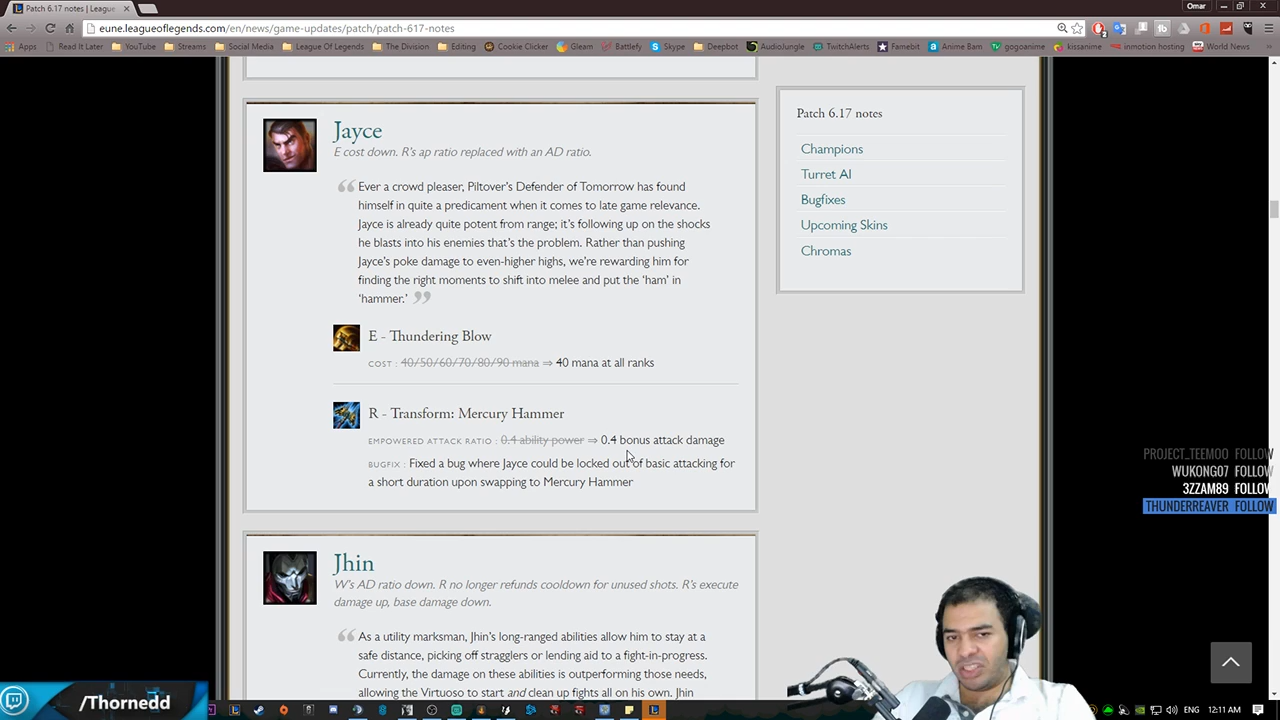 Patch 6.17 notes | League
Omar
eune.leagueoflegends.com/en/news/game-updates/patch/patch-617-notes
Apps Read It Later YouTube Streams Social Media League Of Legends The Division Editing Cookie Clicker Gleam Battlefy Skype Deepbot AudioJungle TwitchAlerts Famebit Anime Bam gogoanime kissanime inmotion hosting World News
Jayce
E cost down. R's ap ratio replaced with an AD ratio.
Ever a crowd pleaser, Piltover's Defender of Tomorrow has found
himself in quite a predicament when it comes to late game relevance.
Jayce is already quite potent from range; it's following up on the shocks
he blasts into his enemies that's the problem. Rather than pushing
Jayce's poke damage to even-higher highs, we're rewarding him for
finding the right moments to shift into melee and put the 'ham' in
'hammer.'
E - Thundering Blow
COST : 40/50/60/70/80/90 mana ⇒ 40 mana at all ranks
R - Transform: Mercury Hammer
EMPOWERED ATTACK RATIO : 0.4 ability power ⇒ 0.4 bonus attack damage
BUGFIX : Fixed a bug where Jayce could be locked out of basic attacking for
a short duration upon swapping to Mercury Hammer
Jhin
W's AD ratio down. R no longer refunds cooldown for unused shots. R's execute
damage up, base damage down.
As a utility marksman, Jhin's long-ranged abilities allow him to stay at a
safe distance, picking off stragglers or lending aid to a fight-in-progress.
Currently, the damage on these abilities is outperforming those needs,
allowing the Virtuoso to start and clean up fights all on his own. Jhin
Patch 6.17 notes
Champions
Turret AI
Bugfixes
Upcoming Skins
Chromas
PROJECT_TEEMOO FOLLOW
WUKONG07 FOLLOW
3ZZAM89 FOLLOW
THUNDERREAVER FOLLOW
/Thornedd
12:11 AM